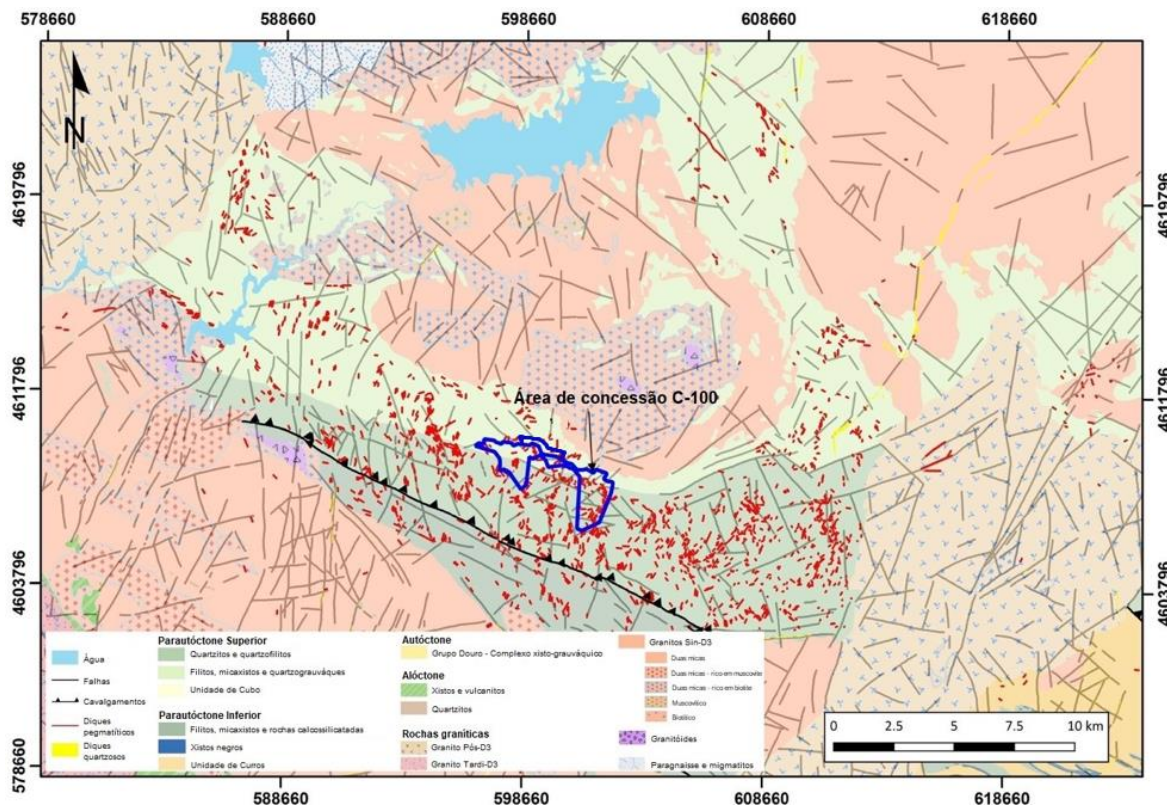 578660
588660
598660
608660
618660
N
4619796
4619796
4611796
4611796
Área de concessão C-100
4603796
4603796
Água
Falhas
Cavalgamentos
Diques pegmatíticos
Diques quartzosos
Parautóctone Superior
Quartzitos e quartzofilitos
Filitos, micaxistos e quartzograuváques
Unidade de Cubo
Parautóctone Inferior
Filitos, micaxistos e rochas calcossilicatadas
Xistos negros
Unidade de Curros
Autóctone
Grupo Douro - Complexo xisto-grauváquico
Alóctone
Xistos e vulcanitos
Quartzitos
Rochas graníticas
Granito Pós-D3
Granito Tardi-D3
Granitos Sin-D3
Duas micas
Duas micas - rico em muscovite
Duas micas - rico em biotite
Muscovítico
Biotítico
Granitóides
Paragnaisse e migmatitos
0 2.5 5 7.5 10 km
578660
588660
598660
608660
618660